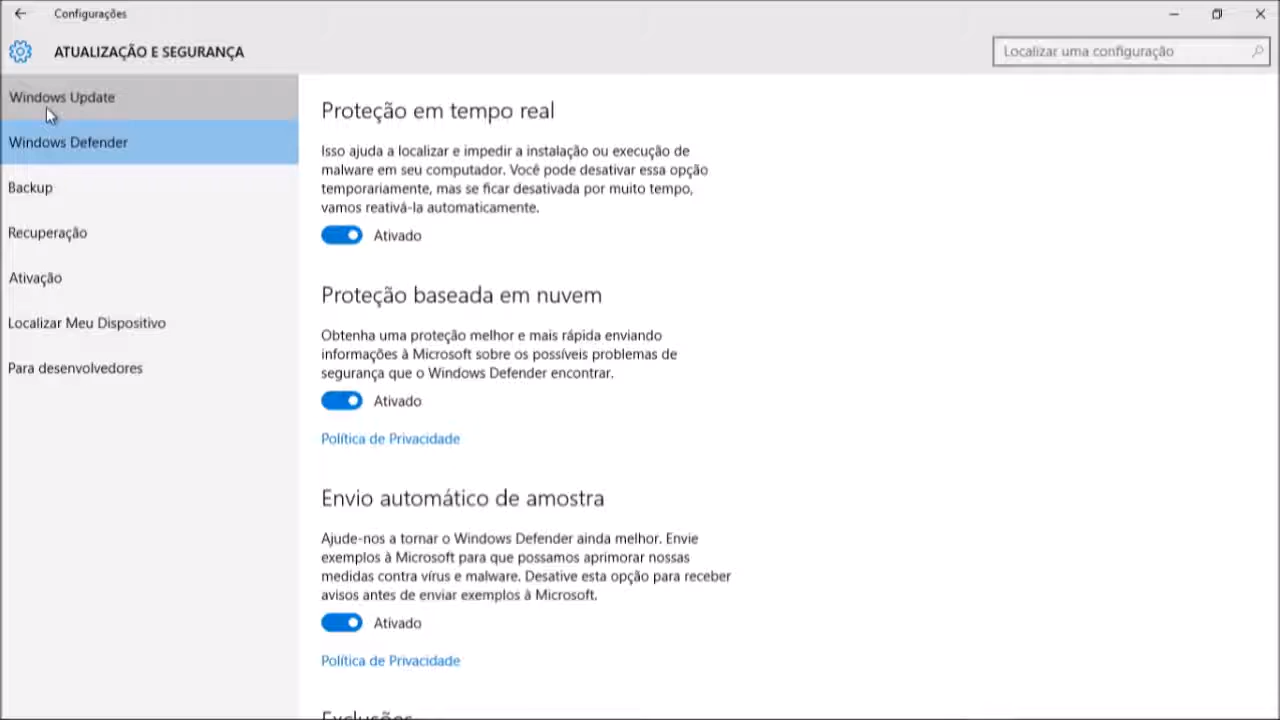 Configurações
ATUALIZAÇÃO E SEGURANÇA
Localizar uma configuração
Windows Update
Windows Defender
Backup
Recuperação
Ativação
Localizar Meu Dispositivo
Para desenvolvedores
Proteção em tempo real
Isso ajuda a localizar e impedir a instalação ou execução de
malware em seu computador. Você pode desativar essa opção
temporariamente, mas se ficar desativada por muito tempo,
vamos reativá-la automaticamente.
Ativado
Proteção baseada em nuvem
Obtenha uma proteção melhor e mais rápida enviando
informações à Microsoft sobre os possíveis problemas de
segurança que o Windows Defender encontrar.
Ativado
Política de Privacidade
Envio automático de amostra
Ajude-nos a tornar o Windows Defender ainda melhor. Envie
exemplos à Microsoft para que possamos aprimorar nossas
medidas contra vírus e malware. Desative esta opção para receber
avisos antes de enviar exemplos à Microsoft.
Ativado
Política de Privacidade
Exclusões